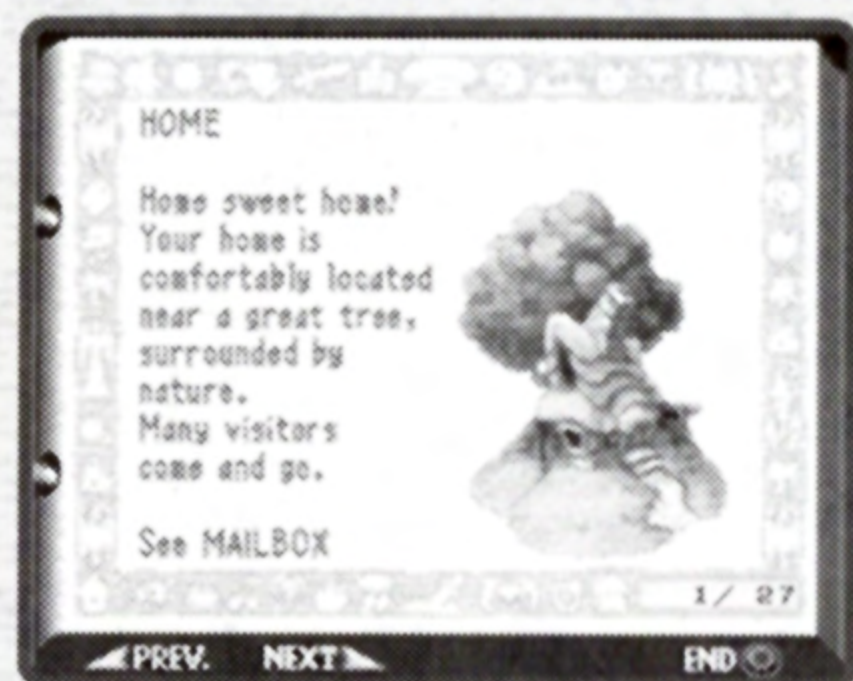 HOME
Home sweet home!
Your home is
comfortably located
near a great tree,
surrounded by
nature.
Many visitors
come and go.
See MAILBOX
1/ 27
PREV.
NEXT
END